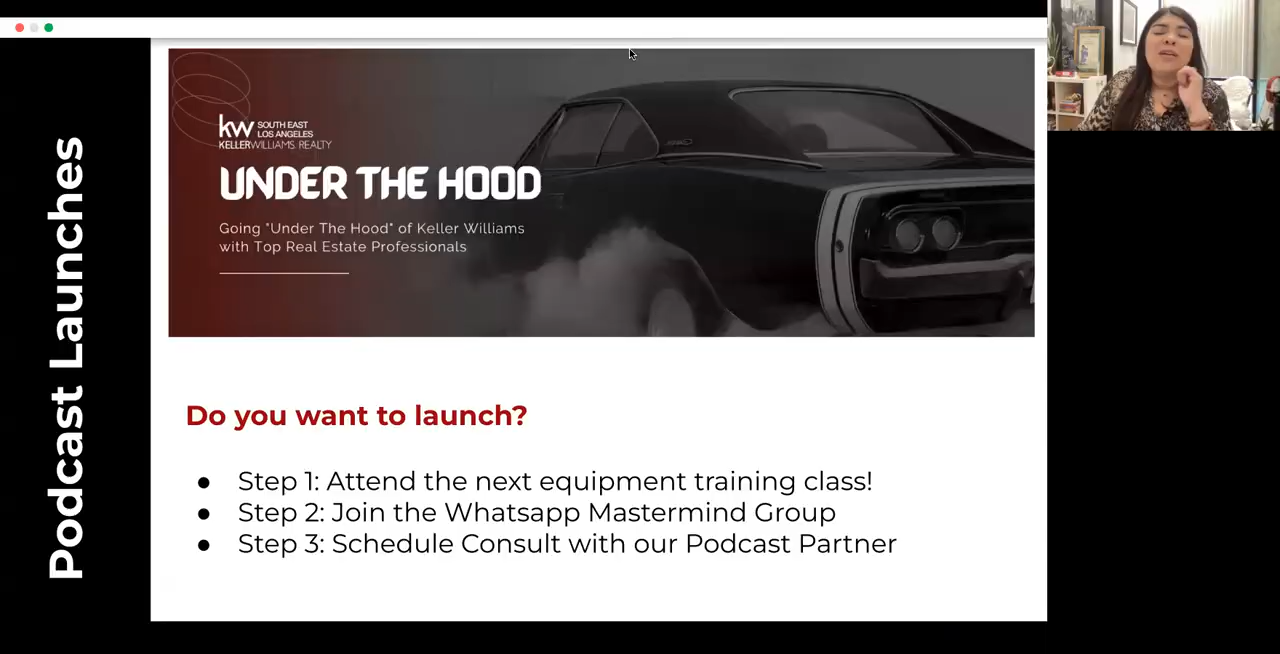 Podcast Launches
kw SOUTH EAST
LOS ANGELES
KELLERWILLIAMS. REALTY
UNDER THE HOOD
Going "Under The Hood" of Keller Williams
with Top Real Estate Professionals
Do you want to launch?
● Step 1: Attend the next equipment training class!
● Step 2: Join the Whatsapp Mastermind Group
● Step 3: Schedule Consult with our Podcast Partner